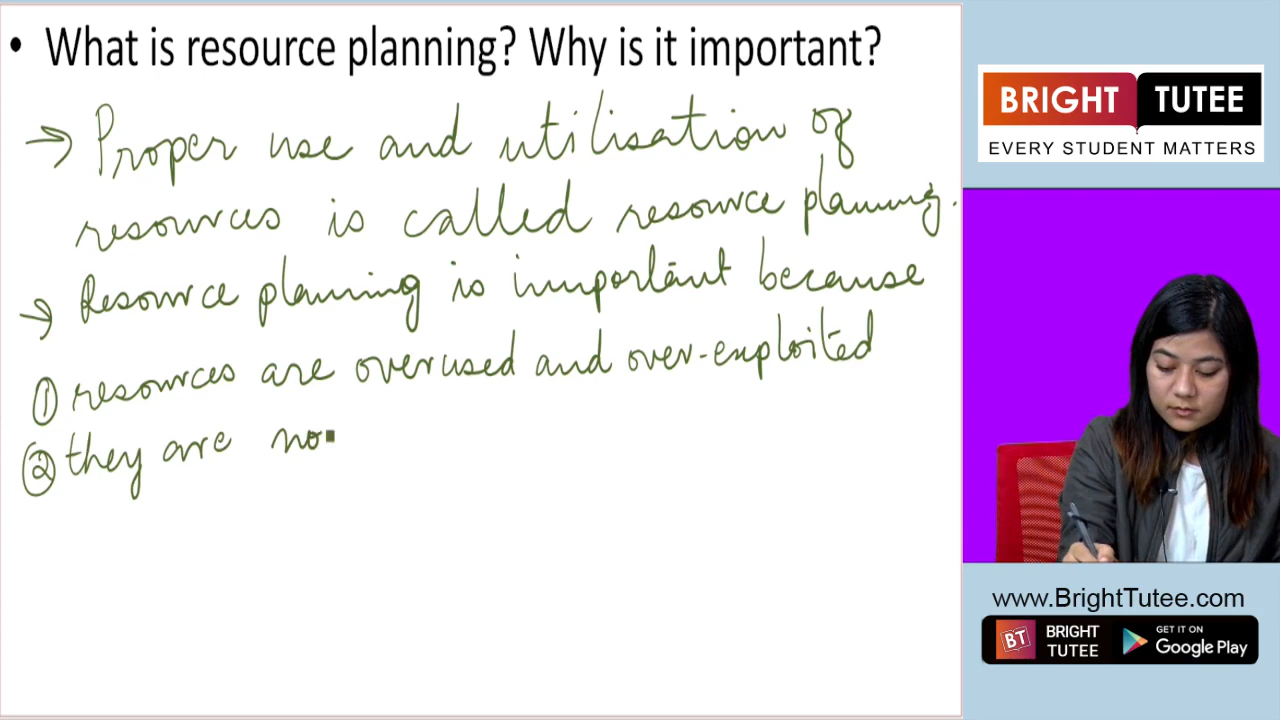 • What is resource planning? Why is it important?
→ Proper use and utilisation of
resources is called resource planning.
→ Resource planning is important because
① resources are overused and over-exploited
② they are no
BRIGHT TUTEE
EVERY STUDENT MATTERS
www.BrightTutee.com
BT BRIGHT TUTEE
GET IT ON
Google Play